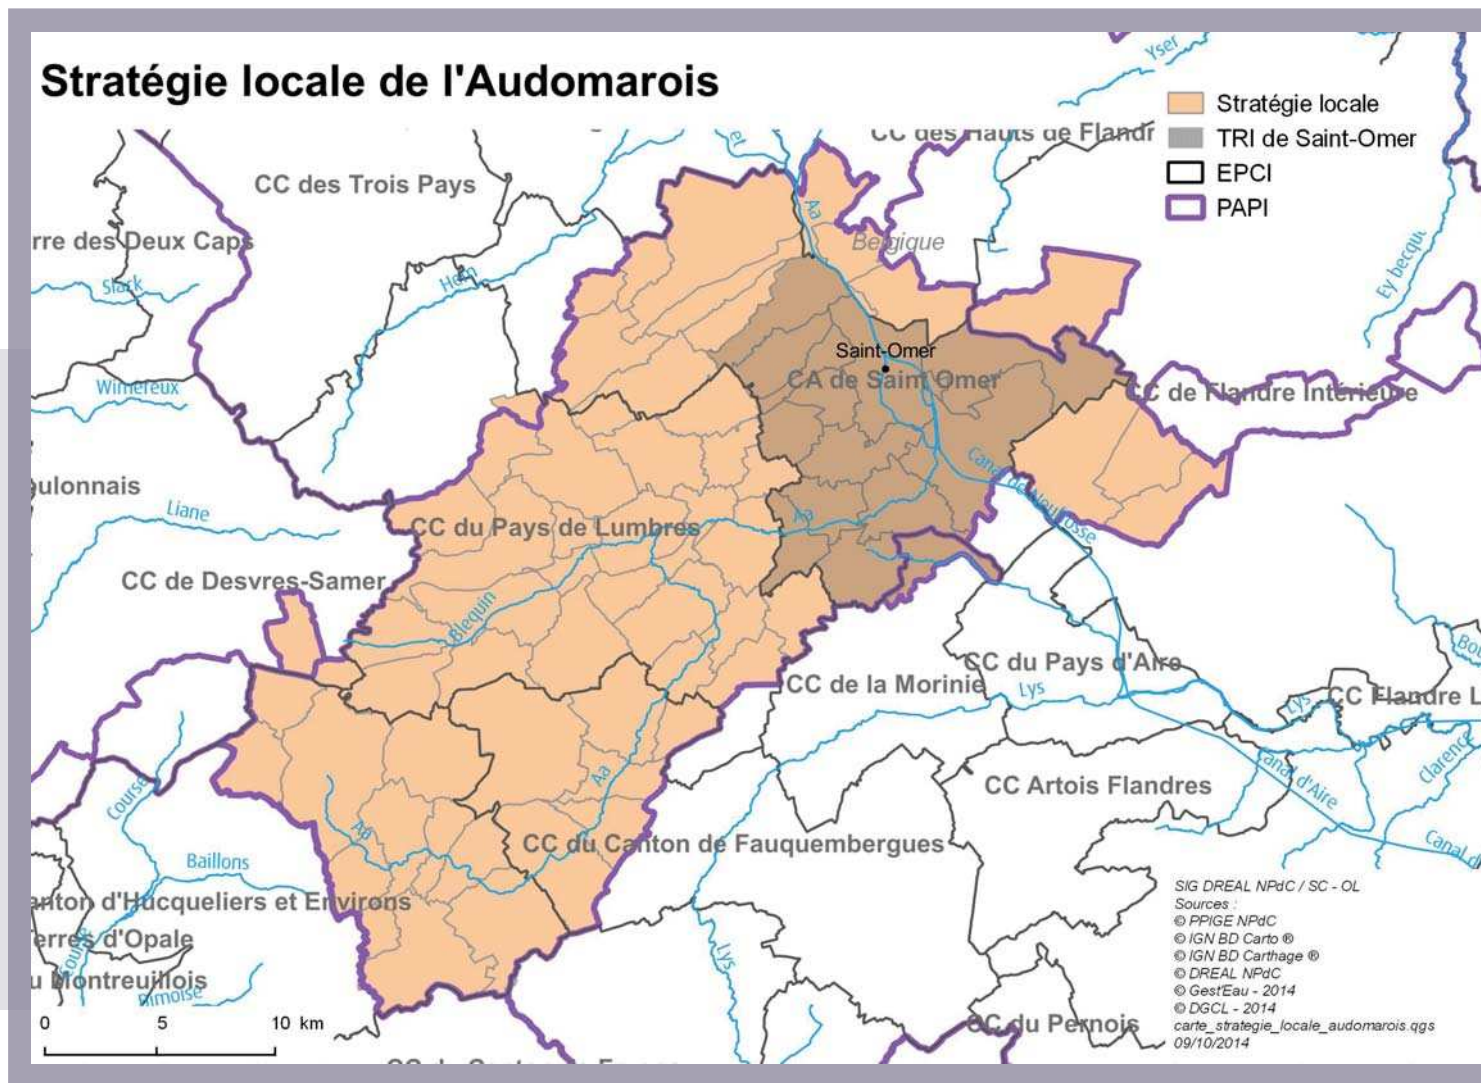 Stratégie locale de l'Audomarois
Yser
Stratégie locale
TRI de Saint-Omer
EPCI
PAPI
CC des Hauts de Flandr
CC des Trois Pays
Aa
Belgique
rre des Deux Caps
Slack
Hem
Ey becque
Wimereux
Saint-Omer
CA de Saint Omer
CC de Flandre Intérieure
Canal de Neufossé
ulonnais
Liane
CC du Pays de Lumbres
Aa
CC de Desvres-Samer
Blequin
CC du Pays d'Aire
CC de la Morinie
Lys
Lys
CC Flandre L
Course
Aa
CC Artois Flandres
Canal d'Aire
Clarence
Aa
CC du Canton de Fauquembergues
Canal d
Baillons
anton d'Hucqueliers et Environs
erres d'Opale
Course
u Montreuillois
Bimoise
Lys
CC du Pernois
SIG DREAL NPdC / SC - OL
Sources :
© PPIGE NPdC
© IGN BD Carto ®
© IGN BD Carthage ®
© DREAL NPdC
© Gest'Eau - 2014
© DGCL - 2014
carte_strategie_locale_audomarois.qgs
09/10/2014
0 5 10 km